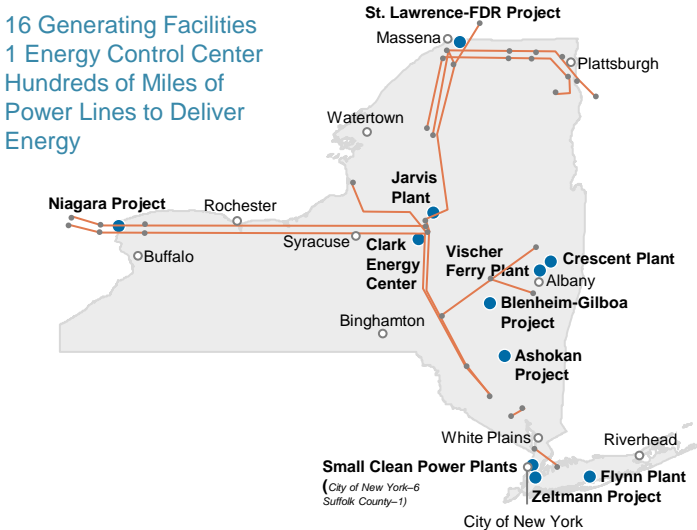 16 Generating Facilities
1 Energy Control Center
Hundreds of Miles of
Power Lines to Deliver
Energy
St. Lawrence-FDR Project
Massena
Plattsburgh
Watertown
Jarvis
Plant
Niagara Project
Rochester
Syracuse
Clark
Energy
Center
Buffalo
Vischer
Ferry Plant
Crescent Plant
Albany
Blenheim-Gilboa
Project
Binghamton
Ashokan
Project
White Plains
Riverhead
Small Clean Power Plants
(City of New York–6
Suffolk County–1)
Flynn Plant
Zeltmann Project
City of New York